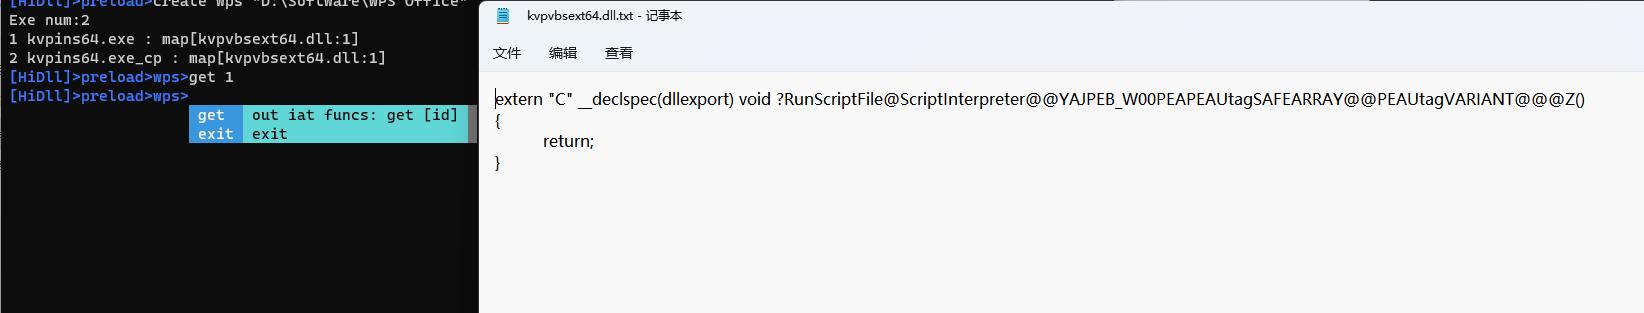 [HiDll]>preload>create Wps "D:\Software\WPS Office"
Exe num:2
1 kvpins64.exe : map[kvpvbsext64.dll:1]
2 kvpins64.exe_cp : map[kvpvbsext64.dll:1]
[HiDll]>preload>wps>get 1
[HiDll]>preload>wps>
get out iat funcs: get [id]
exit exit
kvpvbsext64.dll.txt - 记事本
文件 编辑 查看
extern "C" __declspec(dllexport) void ?RunScriptFile@ScriptInterpreter@@YAJPEB_W00PEAPEAUtagSAFEARRAY@@PEAUtagVARIANT@@@Z()
{
return;
}